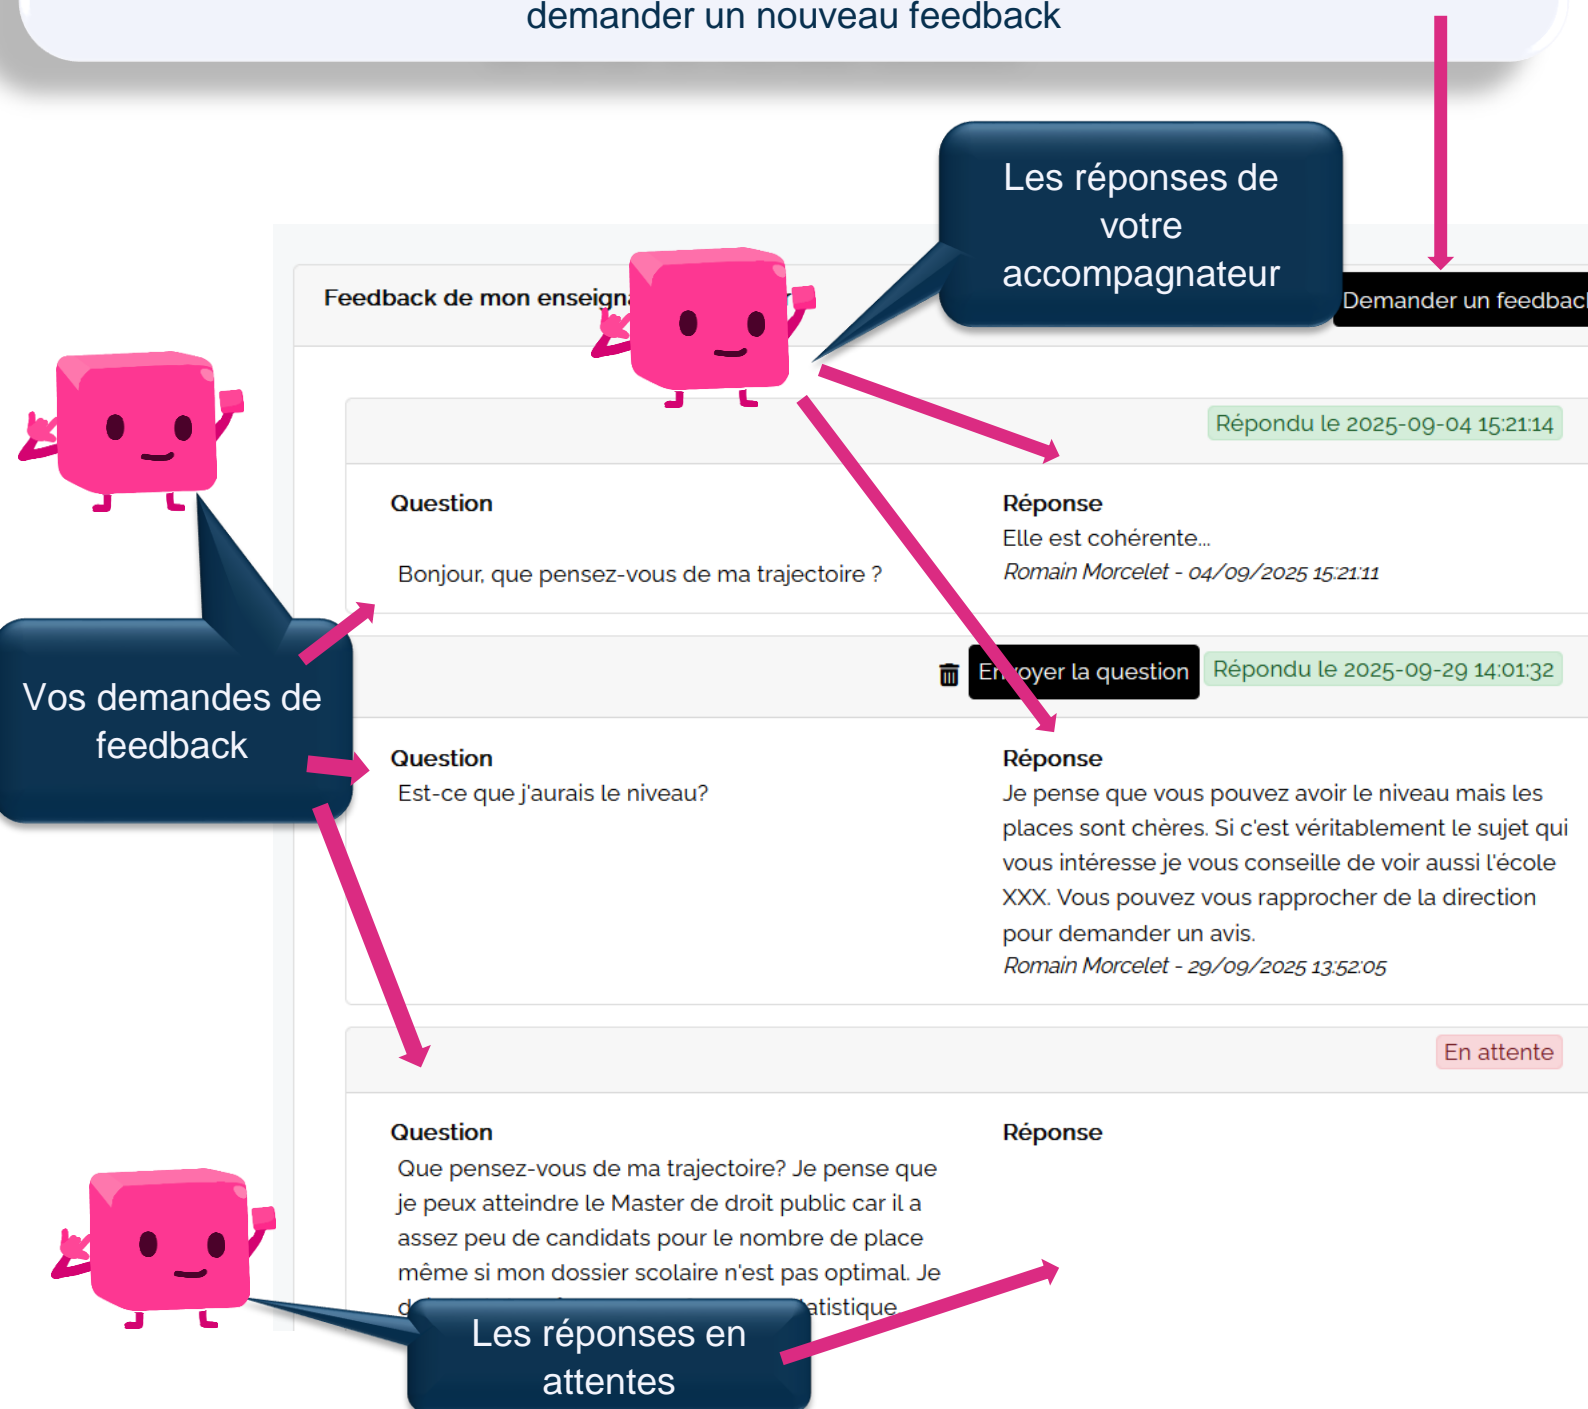 demander un nouveau feedback
Les réponses de
votre
accompagnateur
Feedback de mon
Demander un
Répondu le 2025-09-04 15:21:14
Question
Bonjour, que pensez-vous de ma trajectoire ?
Réponse
Elle est cohérente...
Romain Morcelet - 04/09/2025 15:21:11
Vos demandes de
feedback
Envoyer la question
Répondu le 2025-09-29 14:01:32
Question
Est-ce que j'aurais le niveau?
Réponse
Je pense que vous pouvez avoir le niveau mais les
places sont chères. Si c'est véritablement le sujet qui
vous intéresse je vous conseille de voir aussi l'école
XXX. Vous pouvez vous rapprocher de la direction
pour demander un avis.
Romain Morcelet - 29/09/2025 13:52:05
En attente
Question
Que pensez-vous de ma trajectoire? Je pense que
je peux atteindre le Master de droit public car il a
assez peu de candidats pour le nombre de place
même si mon dossier scolaire n'est pas optimal. Je
Réponse
Les réponses en
attentes